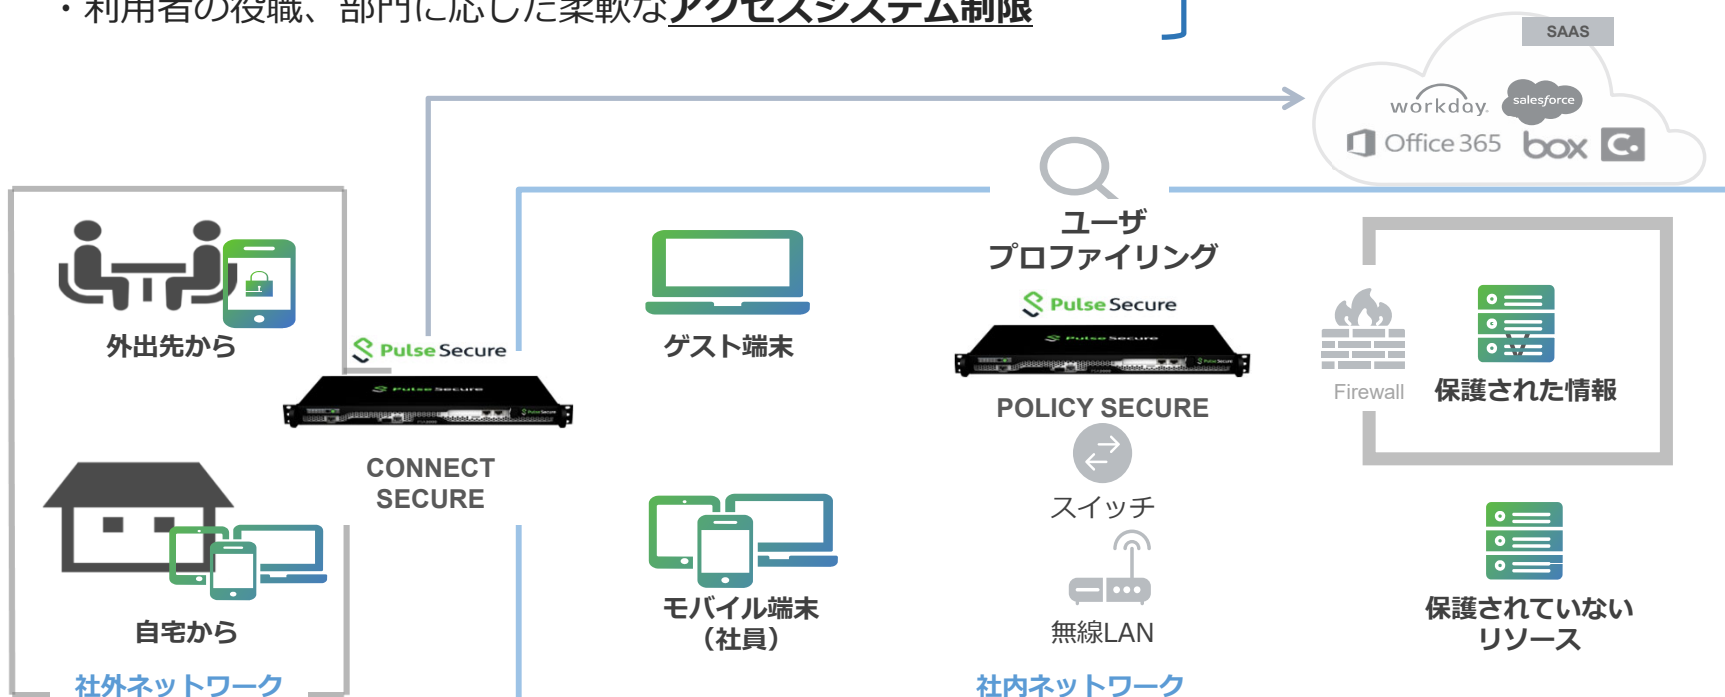 ・利用者の役職、部門に応じた柔軟なアクセスシステム制限
SAAS
workday.
salesforce
Office 365
box
C.
ユーザ
プロファイリング
Pulse Secure
Pulse Secure
POLICY SECURE
外出先から
Pulse Secure
Pulse Secure
CONNECT
SECURE
ゲスト端末
Firewall
保護された情報
スイッチ
自宅から
モバイル端末
（社員）
無線LAN
保護されていない
リソース
社外ネットワーク
社内ネットワーク